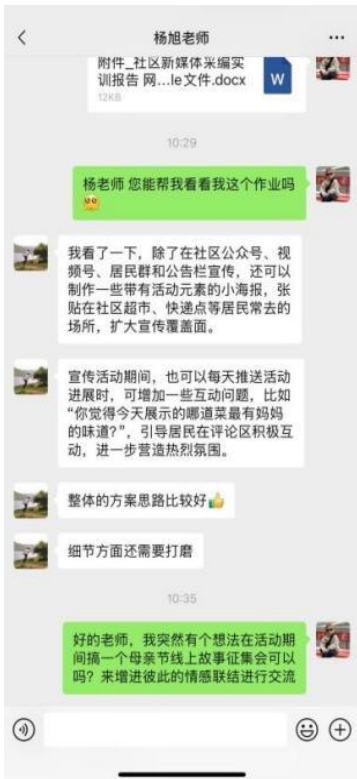 杨旭老师
附件_社区新媒体采编实
训报告 网...le文件.docx
W
12KB
10:29
杨老师 您能帮我看看我这个作业吗
我看了一下，除了在社区公众号、视
频号、居民群和公告栏宣传，还可以
制作一些带有活动元素的小海报，张
贴在社区超市、快递点等居民常去的
场所，扩大宣传覆盖面。
宣传活动期间，也可以每天推送活动
进展时，可增加一些互动问题，比如
“你觉得今天展示的哪道菜最有妈妈
的味道？”，引导居民在评论区积极互
动，进一步营造热烈氛围。
整体的方案思路比较好
细节方面还需要打磨
10:35
好的老师，我突然有个想法在活动期
间搞一个母亲节线上故事征集会可以
吗？来增进彼此的情感联结进行交流